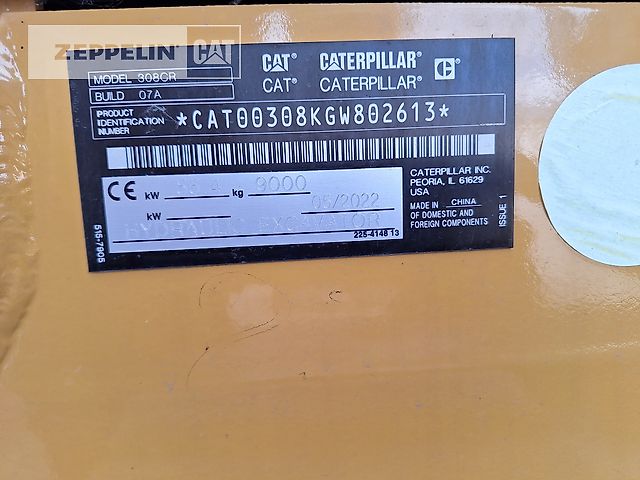 ZEPPELIN CAT
CAT CATERPILLAR C
CAT® CATERPILLAR®
MODEL 308CR
BUILD 07A
PRODUCT
IDENTIFICATION
NUMBER
*CAT00308KGW802613*
CATERPILLAR INC.
PEORIA, IL 61629
USA
MADE IN CHINA
OF DOMESTIC AND
FOREIGN COMPONENTS
ISSUE 1
CE kW kg 9000
kW 05/2022
EXCAVATOR
225-4148 13
515-7905